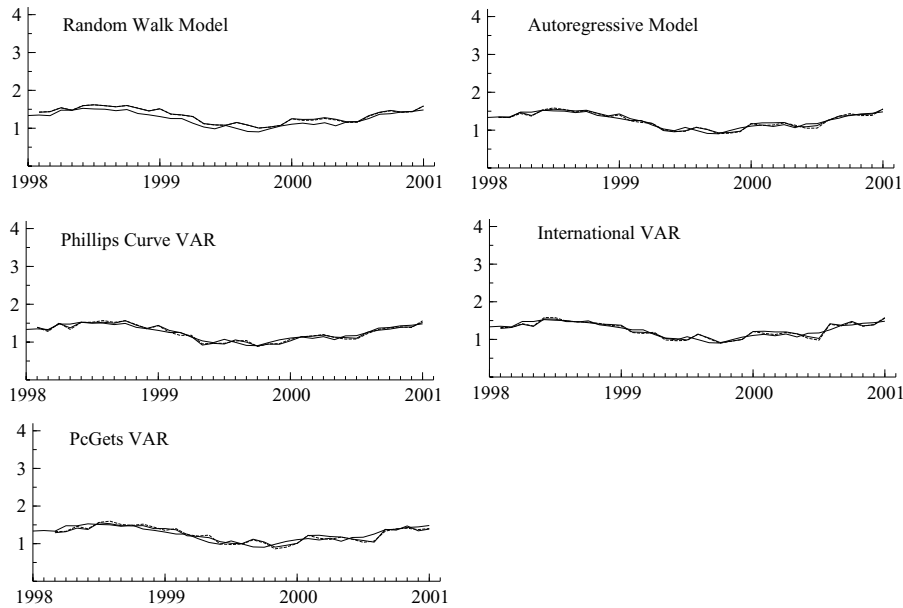 Random Walk Model
4
3
2
1
1998 1999 2000 2001
Autoregressive Model
4
3
2
1
1998 1999 2000 2001
Phillips Curve VAR
4
3
2
1
1998 1999 2000 2001
International VAR
4
3
2
1
1998 1999 2000 2001
PcGets VAR
4
3
2
1
1998 1999 2000 2001